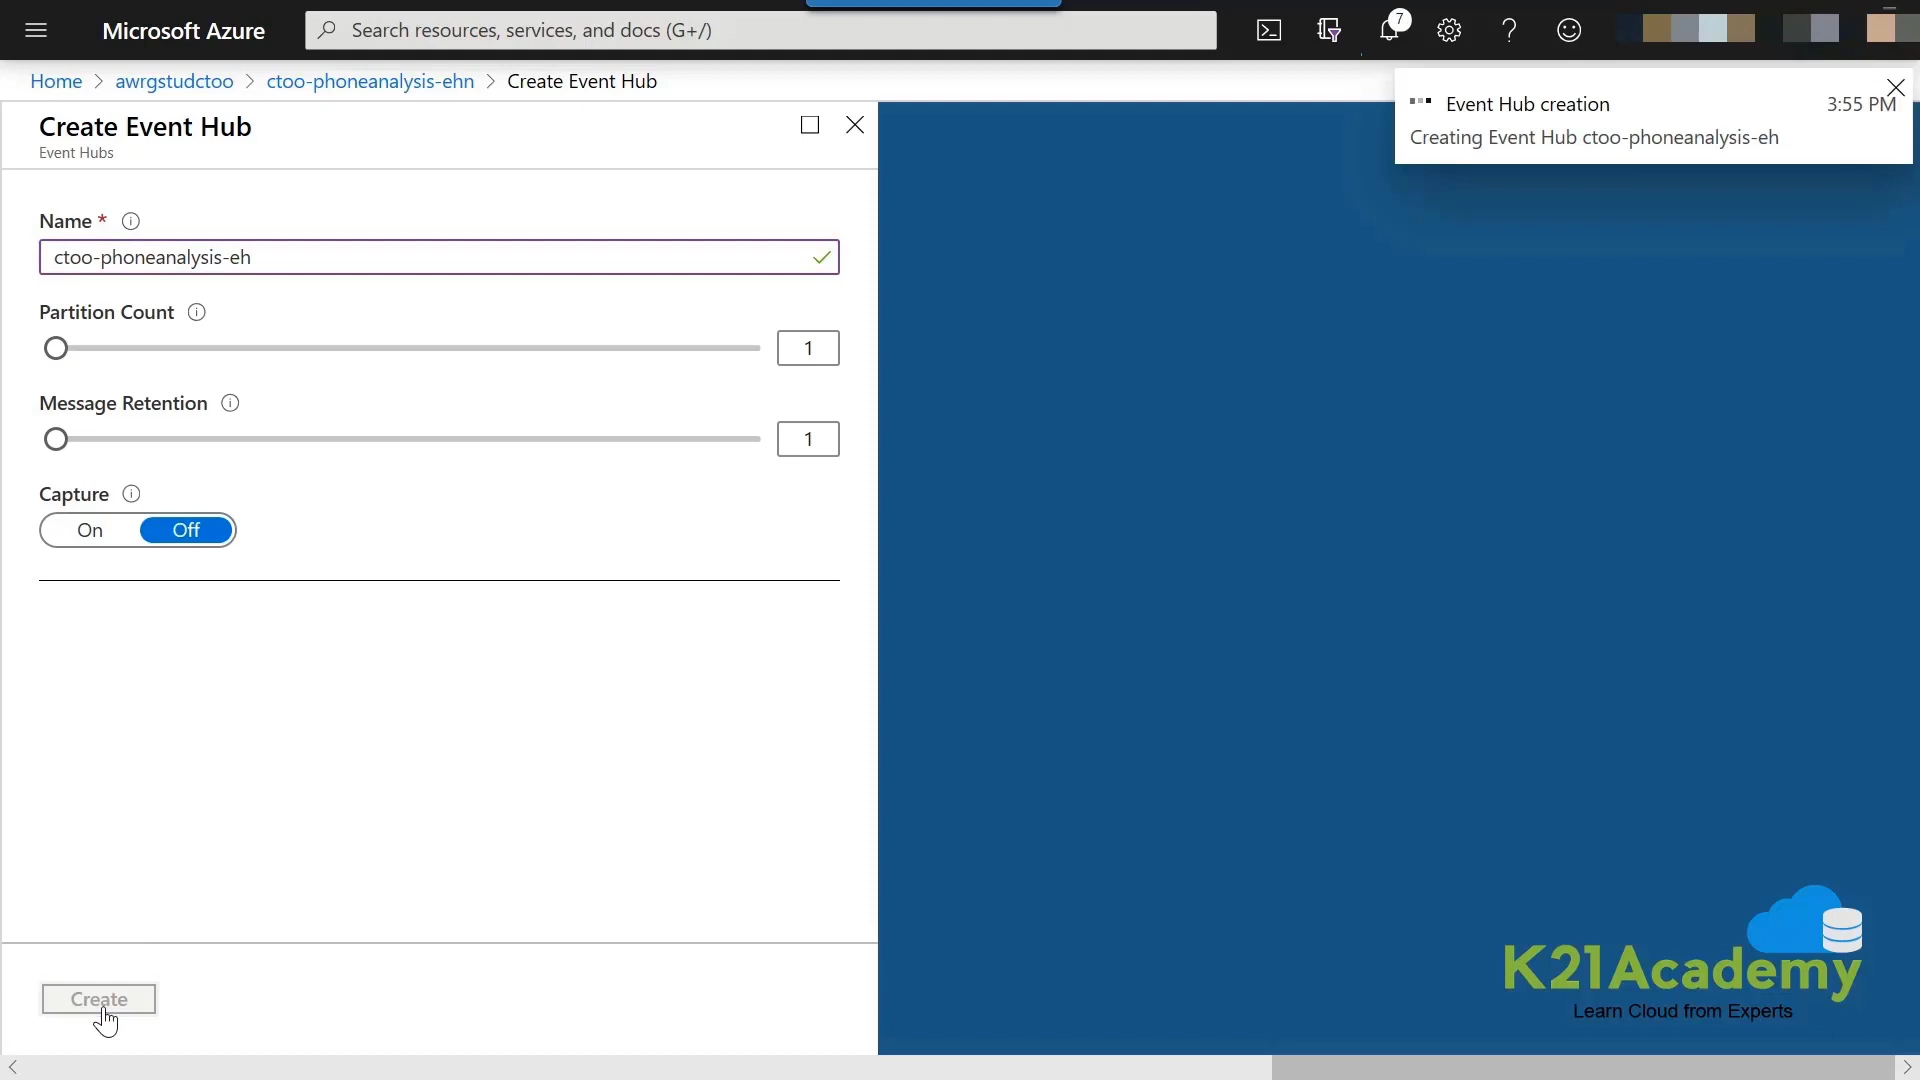 Microsoft Azure
Search resources, services, and docs (G+/)
7
Home > awrgstudctoo > ctoo-phoneanalysis-ehn > Create Event Hub
Event Hub creation
3:55 PM
Creating Event Hub ctoo-phoneanalysis-eh
Create Event Hub
Event Hubs
Name *
ctoo-phoneanalysis-eh
Partition Count
1
Message Retention
1
Capture
On Off
Create
K21Academy
Learn Cloud from Experts